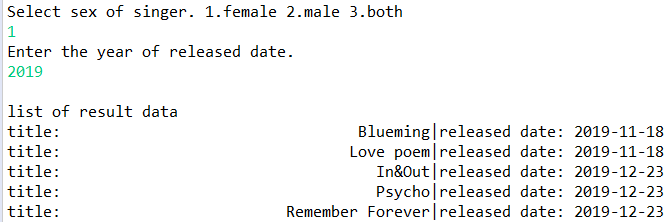 Select sex of singer. 1.female 2.male 3.both
1
Enter the year of released date.
2019
list of result data
title: Blueming|released date: 2019-11-18
title: Love poem|released date: 2019-11-18
title: In&Out|released date: 2019-12-23
title: Psycho|released date: 2019-12-23
title: Remember Forever|released date: 2019-12-23